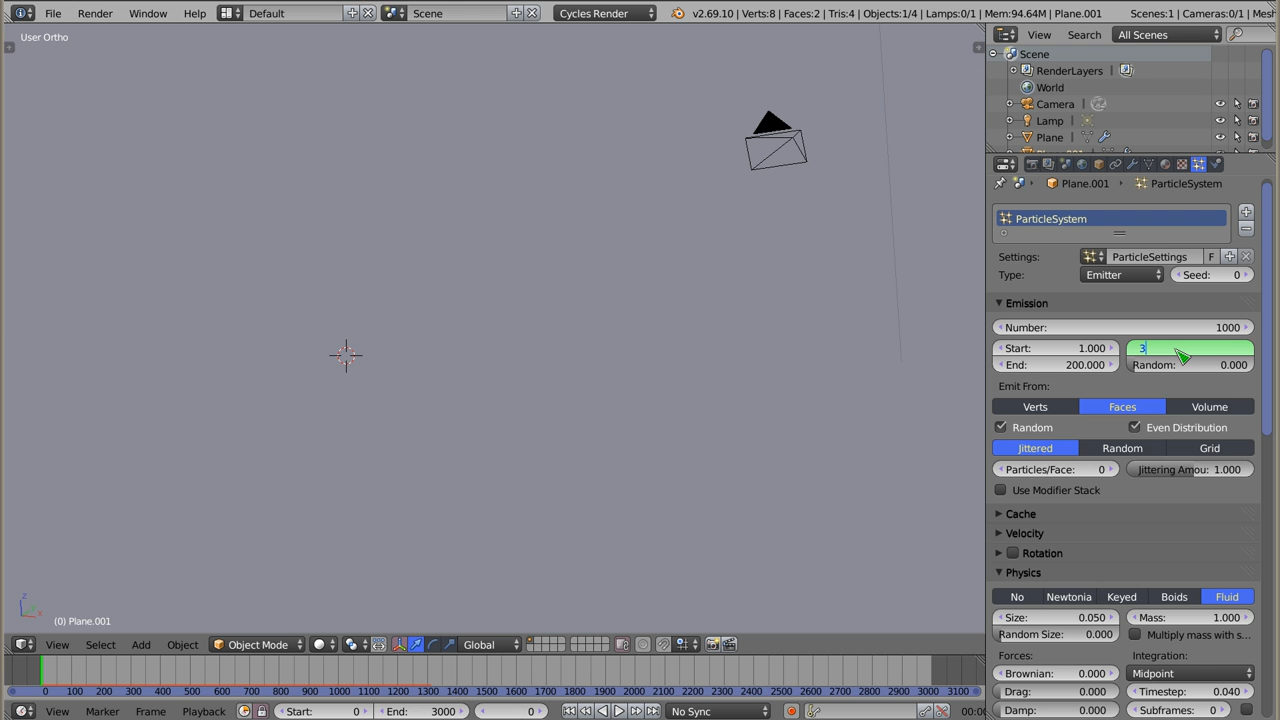 File Render Window Help Default Scene Cycles Render v2.69.10 | Verts:8 | Faces:2 | Tris:4 | Objects:1/4 | Lamps:0/1 | Mem:94.64M | Plane.001 Scenes:1 | Cameras:0/1 | Mesh
User Ortho
View Search All Scenes
Scene
RenderLayers
World
Camera
Lamp
Plane
Plane.001 ParticleSystem
ParticleSystem
Settings: ParticleSettings F
Type: Emitter Seed: 0
Emission
Number: 1000
Start: 1.000 3
End: 200.000 Random: 0.000
Emit From:
Verts Faces Volume
Random Even Distribution
Jittered Random Grid
Particles/Face: 0 Jittering Amou: 1.000
Use Modifier Stack
Cache
Velocity
Rotation
Physics
No Newtonia Keyed Boids Fluid
Size: 0.050 Mass: 1.000
Random Size: 0.000 Multiply mass with s...
Forces: Integration:
Brownian: 0.000 Midpoint
Drag: 0.000 Timestep: 0.040
Damp: 0.000 Subframes: 0
z
x
(0) Plane.001
View Select Add Object Object Mode Global
0 100 200 300 400 500 600 700 800 900 1000 1100 1200 1300 1400 1500 1600 1700 1800 1900 2000 2100 2200 2300 2400 2500 2600 2700 2800 2900 3000 3100
View Marker Frame Playback Start: 0 End: 3000 0 No Sync 00:0